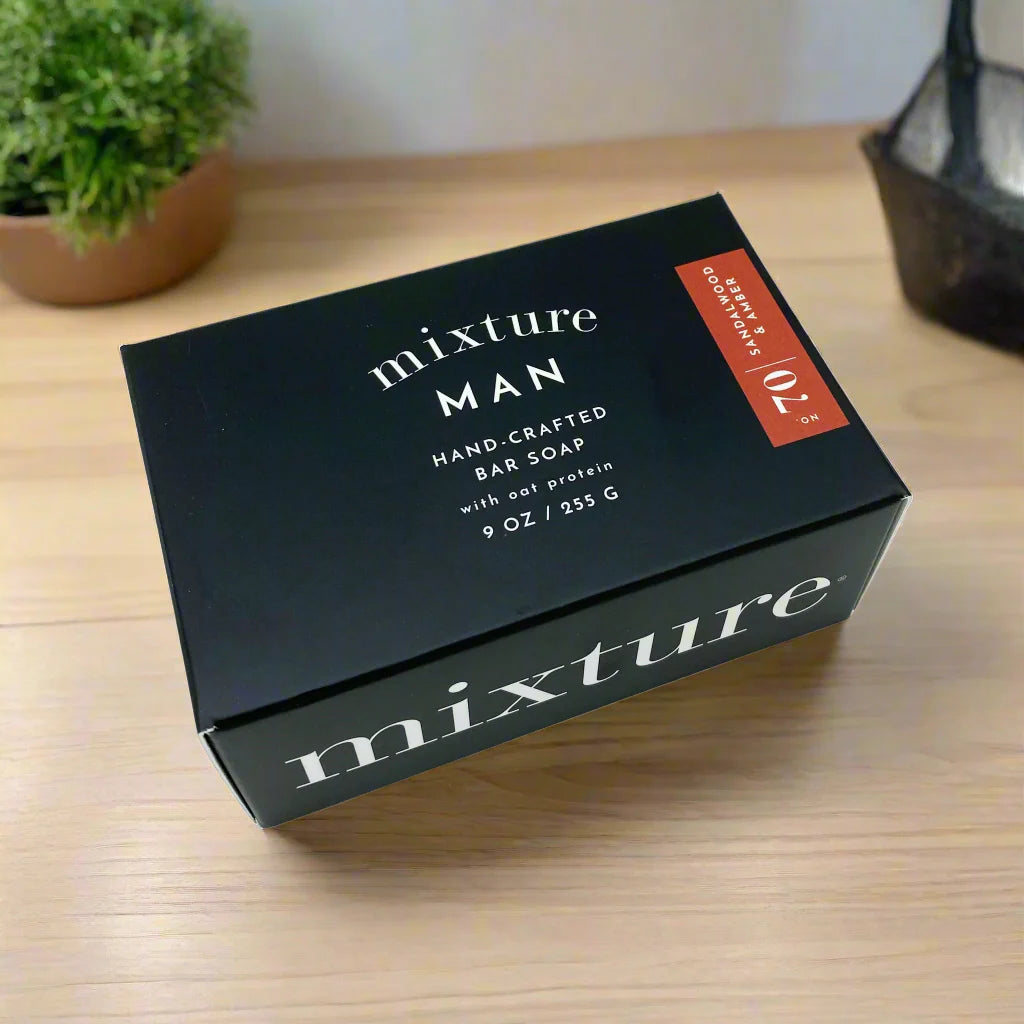 mixture
MAN
HAND-CRAFTED
BAR SOAP
with oat protein
9 OZ / 255 G
NO. 70
SANDALWOOD
& AMBER
mixture®